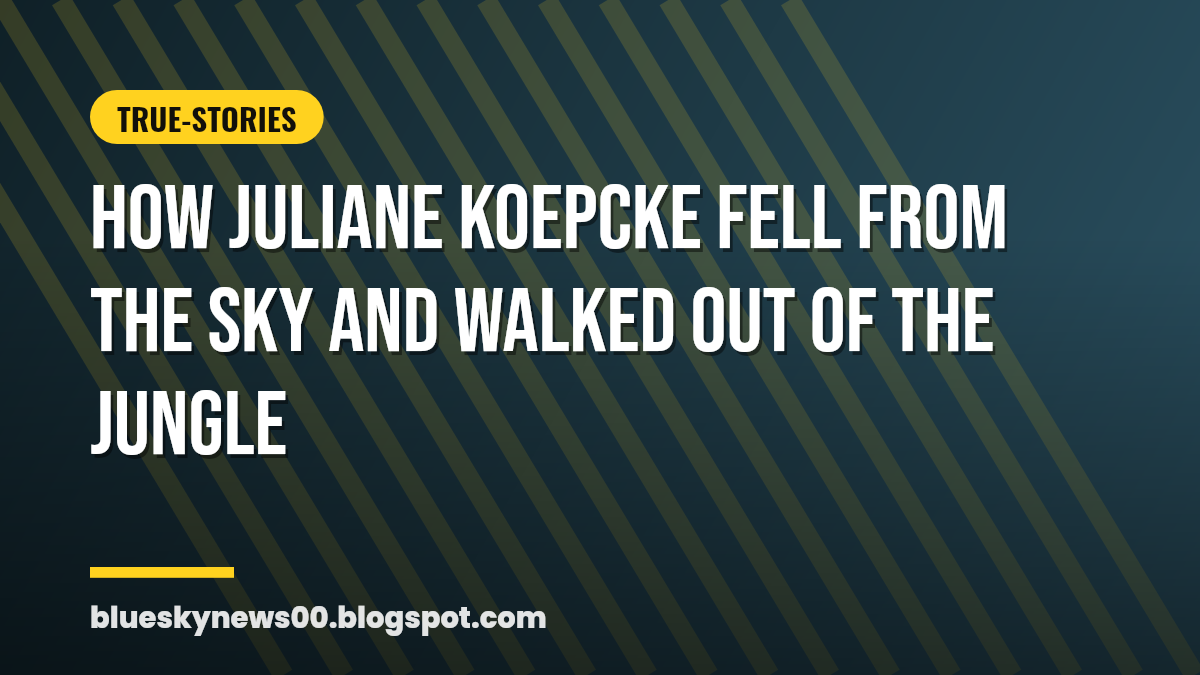 TRUE-STORIES
HOW JULIANE KOEPCKE FELL FROM
THE SKY AND WALKED OUT OF THE
JUNGLE
blueskynews00.blogspot.com